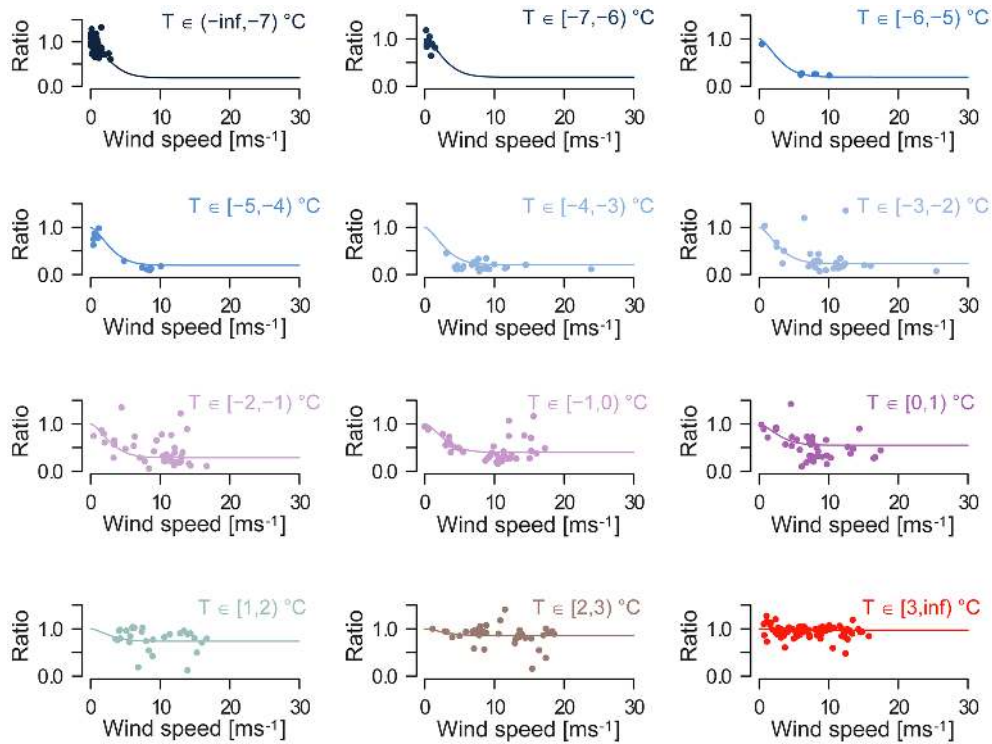 T ∈ (−inf,−7) °C
Ratio
1.0
0.0
0 10 20 30
Wind speed [ms⁻¹]
T ∈ [−7,−6) °C
Ratio
1.0
0.0
0 10 20 30
Wind speed [ms⁻¹]
T ∈ [−6,−5) °C
Ratio
1.0
0.0
0 10 20 30
Wind speed [ms⁻¹]
T ∈ [−5,−4) °C
Ratio
1.0
0.0
0 10 20 30
Wind speed [ms⁻¹]
T ∈ [−4,−3) °C
Ratio
1.0
0.0
0 10 20 30
Wind speed [ms⁻¹]
T ∈ [−3,−2) °C
Ratio
1.0
0.0
0 10 20 30
Wind speed [ms⁻¹]
T ∈ [−2,−1) °C
Ratio
1.0
0.0
0 10 20 30
Wind speed [ms⁻¹]
T ∈ [−1,0) °C
Ratio
1.0
0.0
0 10 20 30
Wind speed [ms⁻¹]
T ∈ [0,1) °C
Ratio
1.0
0.0
0 10 20 30
Wind speed [ms⁻¹]
T ∈ [1,2) °C
Ratio
1.0
0.0
0 10 20 30
Wind speed [ms⁻¹]
T ∈ [2,3) °C
Ratio
1.0
0.0
0 10 20 30
Wind speed [ms⁻¹]
T ∈ [3,inf) °C
Ratio
1.0
0.0
0 10 20 30
Wind speed [ms⁻¹]